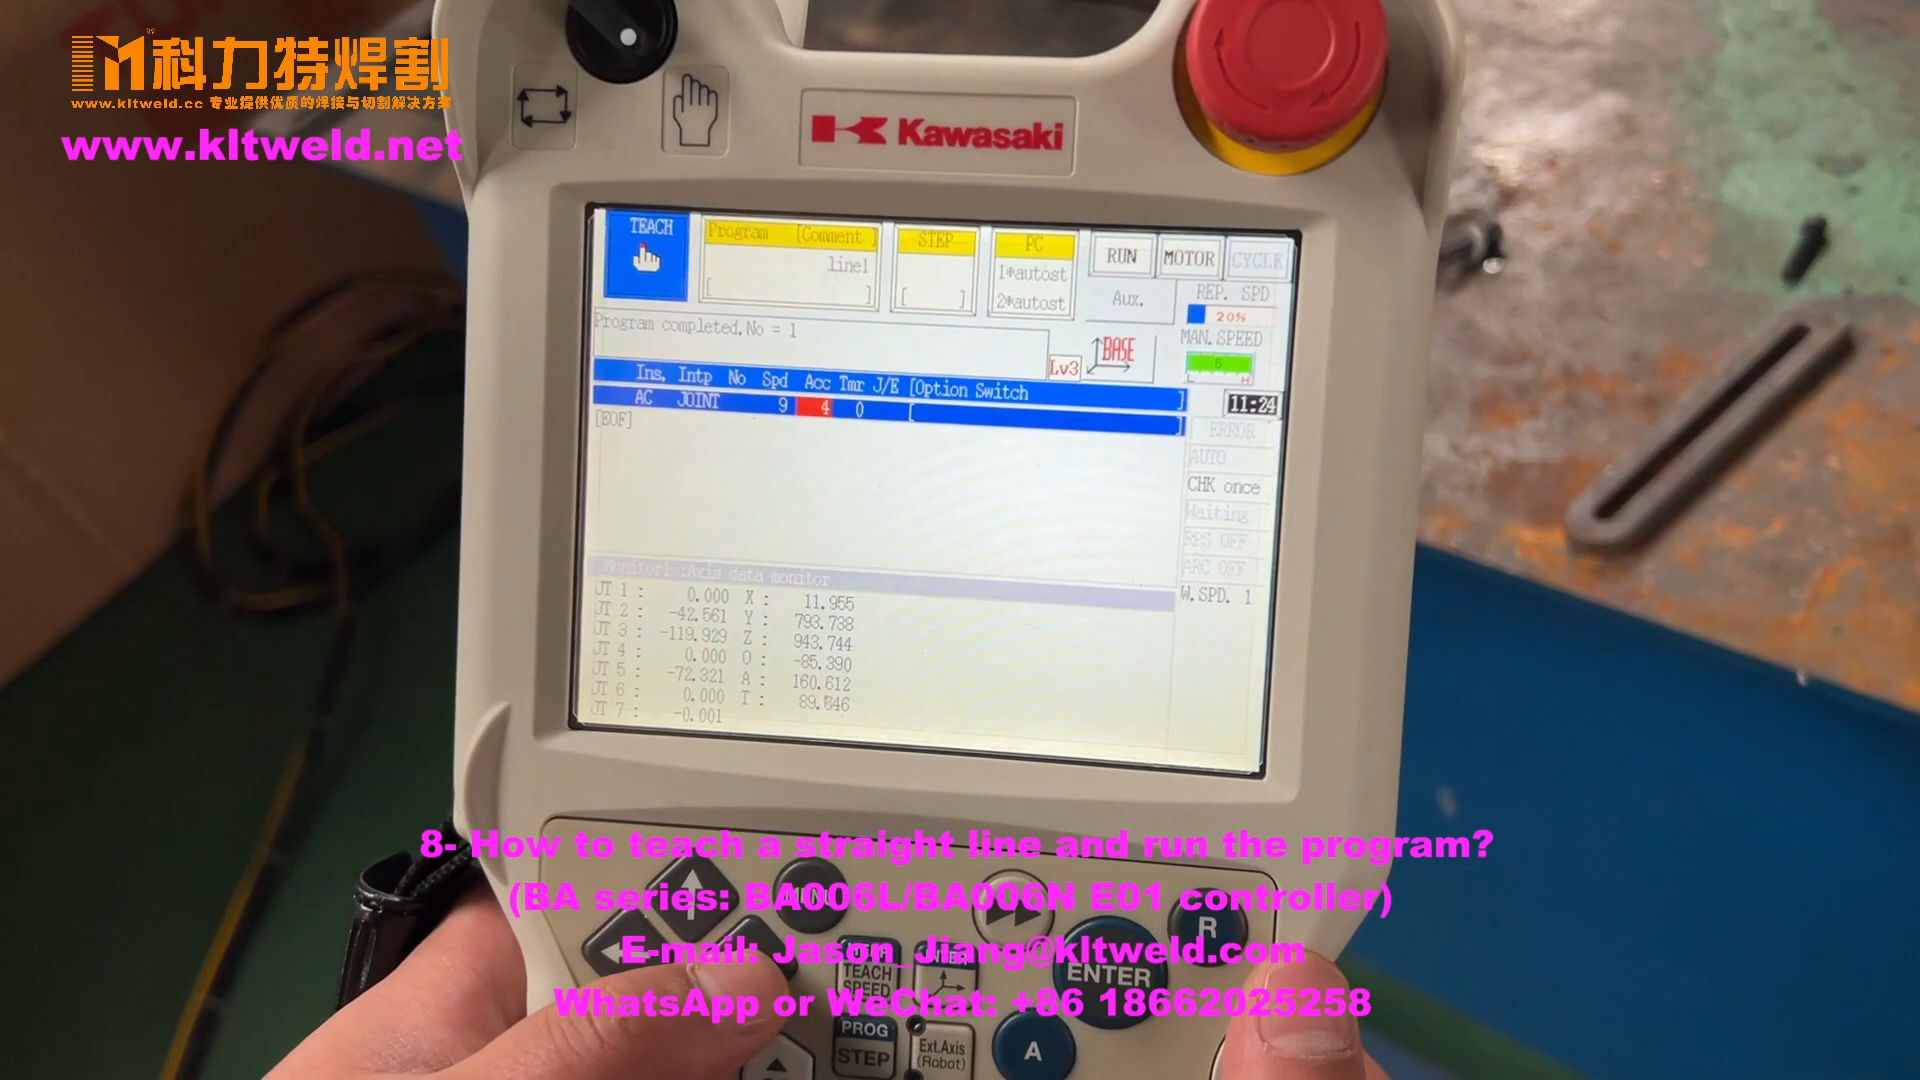 科力特焊割
www.kltweld.cc 专业提供优质的焊接与切割解决方案
www.kltweld.net
Kawasaki
TEACH
Program [Comment ]
line1
[ ]
STEP
[ ]
PC
1*autost
2*autost
RUN
MOTOR
CYCLE
Aux.
REP. SPD
20%
MAN.SPEED
5
L H
Program completed.No = 1
Lv3
BASE
Ins. Intp No Spd Acc Tmr J/E [Option Switch ]
AC JOINT 9 4 0 [ ]
[EOF]
11:24
ERROR
AUTO
CHK once
Waiting
RPS OFF
ARC OFF
W.SPD. 1
Monitor1 :Axis data monitor
JT 1 : 0.000 X : 11.955
JT 2 : -42.561 Y : 793.738
JT 3 : -119.929 Z : 943.744
JT 4 : 0.000 O : -85.390
JT 5 : -72.321 A : 160.612
JT 6 : 0.000 T : 89.646
JT 7 : -0.001
8- How to teach a straight line and run the program?
(BA series: BA006L/BA006N E01 controller)
E-mail: Jason_Jiang@kltweld.com
WhatsApp or WeChat: +86 18662025258
MENU
R
TEACH
SPEED
ENTER
PROG
STEP
Ext.Axis
(Robot)
A